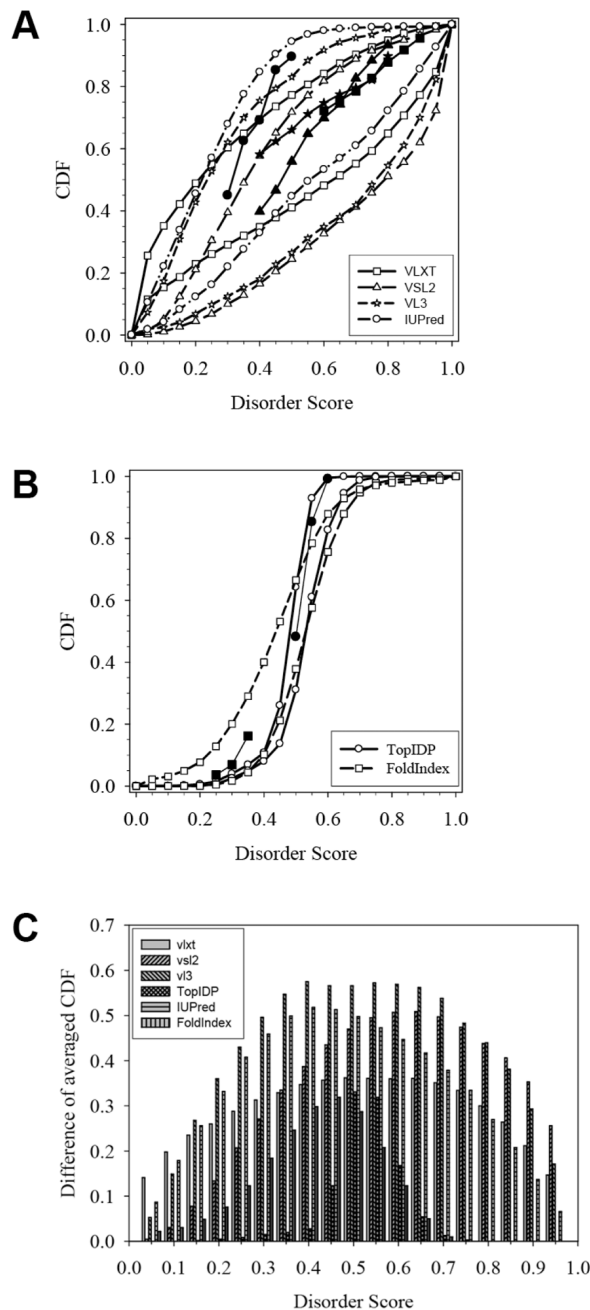 A
CDF
1.0
0.8
0.6
0.4
0.2
0.0
VLXT
VSL2
VL3
IUPred
0.0 0.2 0.4 0.6 0.8 1.0
Disorder Score
B
CDF
1.0
0.8
0.6
0.4
0.2
0.0
TopIDP
FoldIndex
0.0 0.2 0.4 0.6 0.8 1.0
Disorder Score
C
Difference of averaged CDF
0.7
0.6
0.5
0.4
0.3
0.2
0.1
0.0
vlxt
vsl2
vl3
TopIDP
IUPred
FoldIndex
0.0 0.1 0.2 0.3 0.4 0.5 0.6 0.7 0.8 0.9 1.0
Disorder Score